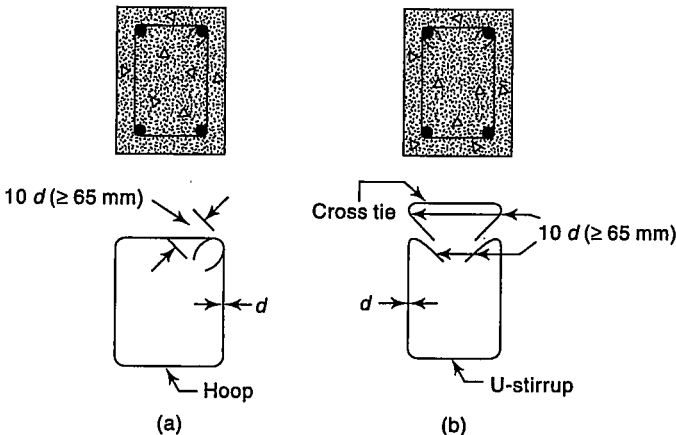 10 d (≥ 65 mm)
d
Hoop
(a)
Cross tie
10 d (≥ 65 mm)
d
U-stirrup
(b)